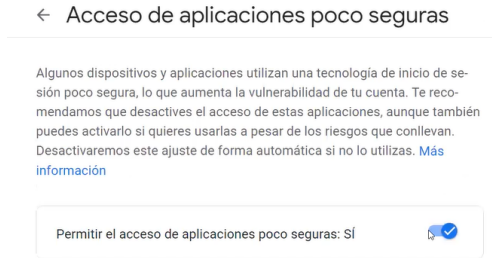 Acceso de aplicaciones poco seguras
Algunos dispositivos y aplicaciones utilizan una tecnología de inicio de se-
sión poco segura, lo que aumenta la vulnerabilidad de tu cuenta. Te reco-
mendamos que desactives el acceso de estas aplicaciones, aunque también
puedes activarlo si quieres usarlas a pesar de los riesgos que conllevan.
Desactivaremos este ajuste de forma automática si no lo utilizas. Más
información
Permitir el acceso de aplicaciones poco seguras: SÍ